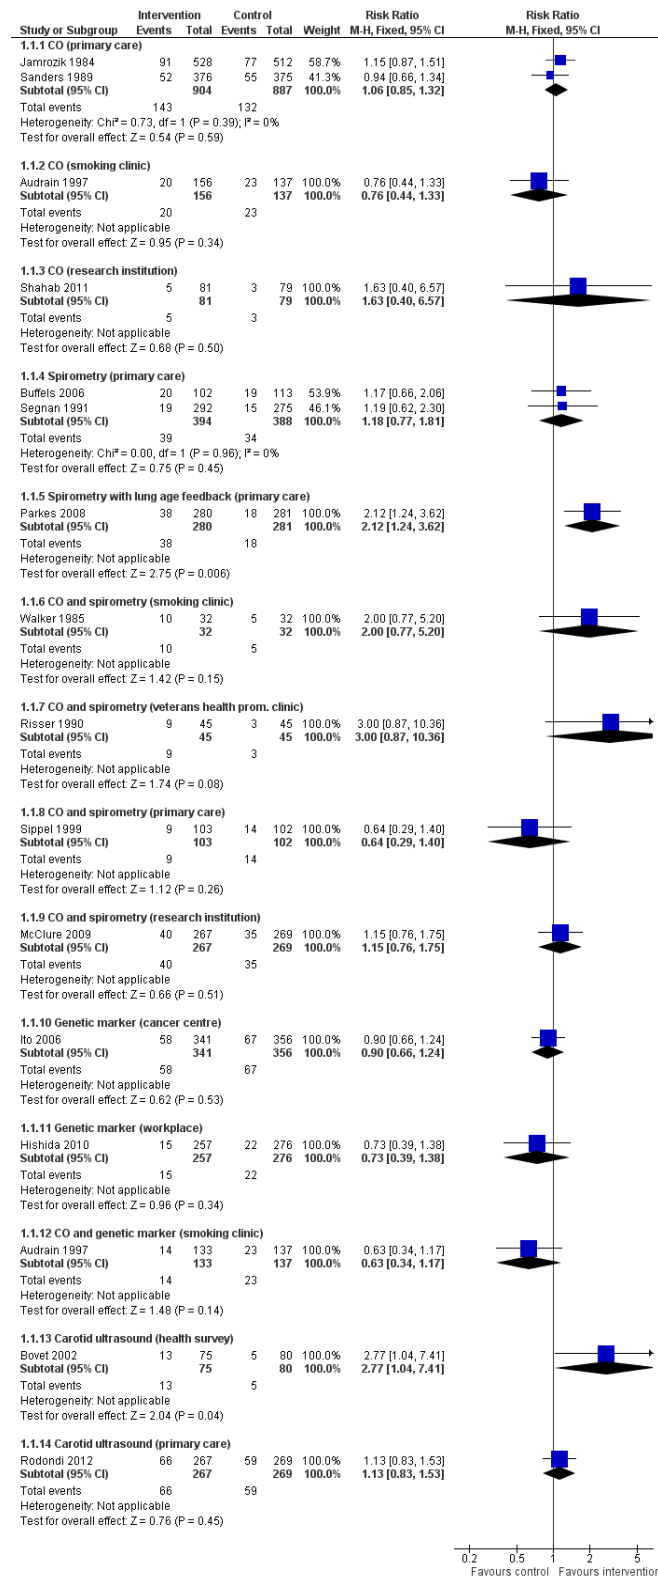 Intervention Control Risk Ratio Risk Ratio
Study or Subgroup Events Total Events Total Weight M-H, Fixed, 95% CI M-H, Fixed, 95% CI
1.1.1 CO (primary care)
Jamrozik 1984 91 528 77 512 58.7% 1.15 [0.87, 1.51]
Sanders 1989 52 376 55 375 41.3% 0.94 [0.66, 1.34]
Subtotal (95% CI) 904 887 100.0% 1.06 [0.85, 1.32]
Total events 143 132
Heterogeneity: Chi² = 0.73, df = 1 (P = 0.39); I² = 0%
Test for overall effect: Z = 0.54 (P = 0.59)
1.1.2 CO (smoking clinic)
Audrain 1997 20 156 23 137 100.0% 0.76 [0.44, 1.33]
Subtotal (95% CI) 156 137 100.0% 0.76 [0.44, 1.33]
Total events 20 23
Heterogeneity: Not applicable
Test for overall effect: Z = 0.95 (P = 0.34)
1.1.3 CO (research institution)
Shahab 2011 5 81 3 79 100.0% 1.63 [0.40, 6.57]
Subtotal (95% CI) 81 79 100.0% 1.63 [0.40, 6.57]
Total events 5 3
Heterogeneity: Not applicable
Test for overall effect: Z = 0.68 (P = 0.50)
1.1.4 Spirometry (primary care)
Buffels 2006 20 102 19 113 53.9% 1.17 [0.66, 2.06]
Segnan 1991 19 292 15 275 46.1% 1.19 [0.62, 2.30]
Subtotal (95% CI) 394 388 100.0% 1.18 [0.77, 1.81]
Total events 39 34
Heterogeneity: Chi² = 0.00, df = 1 (P = 0.96); I² = 0%
Test for overall effect: Z = 0.75 (P = 0.45)
1.1.5 Spirometry with lung age feedback (primary care)
Parkes 2008 38 280 18 281 100.0% 2.12 [1.24, 3.62]
Subtotal (95% CI) 280 281 100.0% 2.12 [1.24, 3.62]
Total events 38 18
Heterogeneity: Not applicable
Test for overall effect: Z = 2.75 (P = 0.006)
1.1.6 CO and spirometry (smoking clinic)
Walker 1985 10 32 5 32 100.0% 2.00 [0.77, 5.20]
Subtotal (95% CI) 32 32 100.0% 2.00 [0.77, 5.20]
Total events 10 5
Heterogeneity: Not applicable
Test for overall effect: Z = 1.42 (P = 0.15)
1.1.7 CO and spirometry (veterans health prom. clinic)
Risser 1990 9 45 3 45 100.0% 3.00 [0.87, 10.36]
Subtotal (95% CI) 45 45 100.0% 3.00 [0.87, 10.36]
Total events 9 3
Heterogeneity: Not applicable
Test for overall effect: Z = 1.74 (P = 0.08)
1.1.8 CO and spirometry (primary care)
Sippel 1999 9 103 14 102 100.0% 0.64 [0.29, 1.40]
Subtotal (95% CI) 103 102 100.0% 0.64 [0.29, 1.40]
Total events 9 14
Heterogeneity: Not applicable
Test for overall effect: Z = 1.12 (P = 0.26)
1.1.9 CO and spirometry (research institution)
McClure 2009 40 267 35 269 100.0% 1.15 [0.76, 1.75]
Subtotal (95% CI) 267 269 100.0% 1.15 [0.76, 1.75]
Total events 40 35
Heterogeneity: Not applicable
Test for overall effect: Z = 0.66 (P = 0.51)
1.1.10 Genetic marker (cancer centre)
Ito 2006 58 341 67 356 100.0% 0.90 [0.66, 1.24]
Subtotal (95% CI) 341 356 100.0% 0.90 [0.66, 1.24]
Total events 58 67
Heterogeneity: Not applicable
Test for overall effect: Z = 0.62 (P = 0.53)
1.1.11 Genetic marker (workplace)
Hishida 2010 15 257 22 276 100.0% 0.73 [0.39, 1.38]
Subtotal (95% CI) 257 276 100.0% 0.73 [0.39, 1.38]
Total events 15 22
Heterogeneity: Not applicable
Test for overall effect: Z = 0.96 (P = 0.34)
1.1.12 CO and genetic marker (smoking clinic)
Audrain 1997 14 133 23 137 100.0% 0.63 [0.34, 1.17]
Subtotal (95% CI) 133 137 100.0% 0.63 [0.34, 1.17]
Total events 14 23
Heterogeneity: Not applicable
Test for overall effect: Z = 1.48 (P = 0.14)
1.1.13 Carotid ultrasound (health survey)
Bovet 2002 13 75 5 80 100.0% 2.77 [1.04, 7.41]
Subtotal (95% CI) 75 80 100.0% 2.77 [1.04, 7.41]
Total events 13 5
Heterogeneity: Not applicable
Test for overall effect: Z = 2.04 (P = 0.04)
1.1.14 Carotid ultrasound (primary care)
Rodondi 2012 66 267 59 269 100.0% 1.13 [0.83, 1.53]
Subtotal (95% CI) 267 269 100.0% 1.13 [0.83, 1.53]
Total events 66 59
Heterogeneity: Not applicable
Test for overall effect: Z = 0.76 (P = 0.45)
0.2 0.5 1 2 5
Favours control Favours intervention